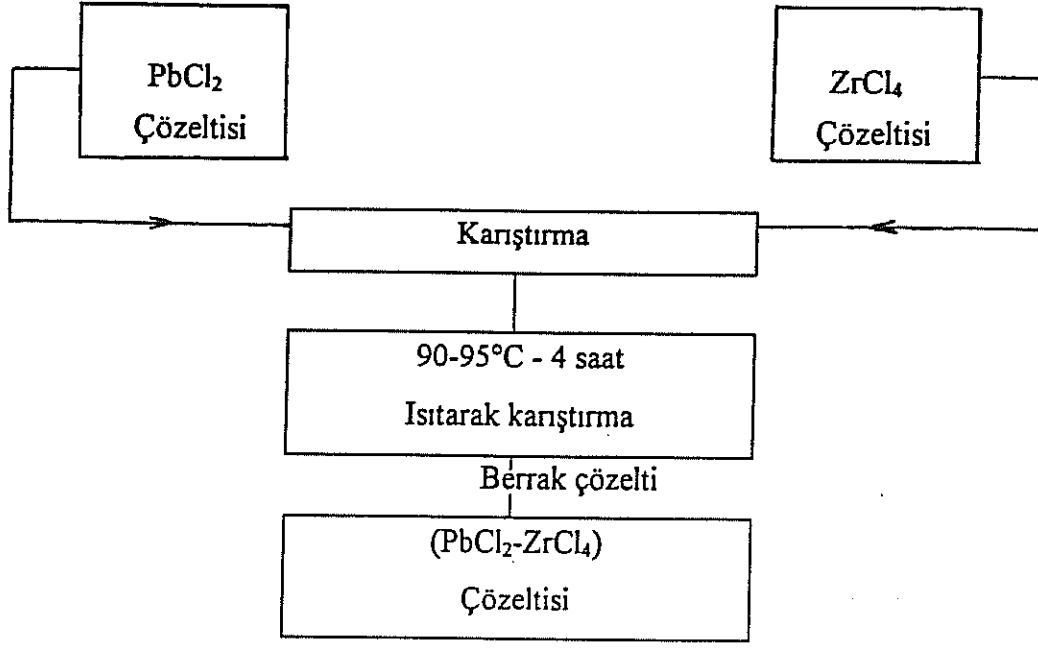 PbCl₂
Çözeltisi
ZrCl₄
Çözeltisi
Karıştırma
90-95°C - 4 saat
Isıtarak karıştırma
Berrak çözelti
(PbCl₂-ZrCl₄)
Çözeltisi